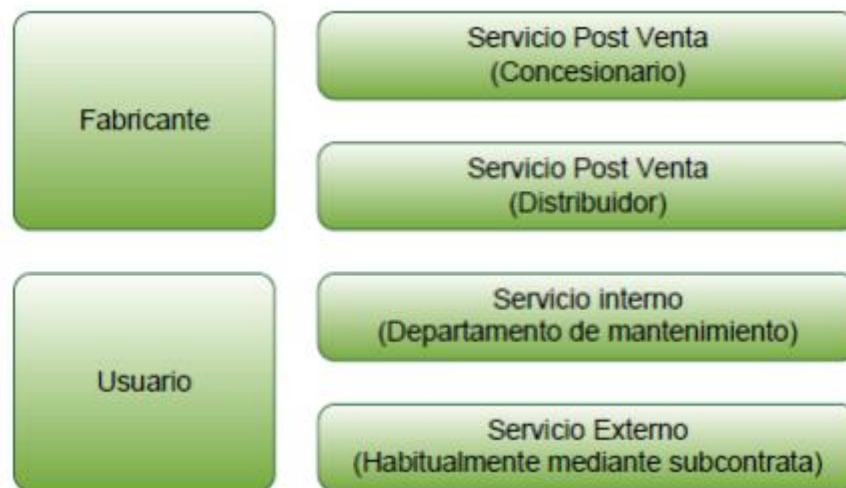 Fabricante
Servicio Post Venta
(Concesionario)
Servicio Post Venta
(Distribuidor)
Usuario
Servicio interno
(Departamento de mantenimiento)
Servicio Externo
(Habitualmente mediante subcontrata)